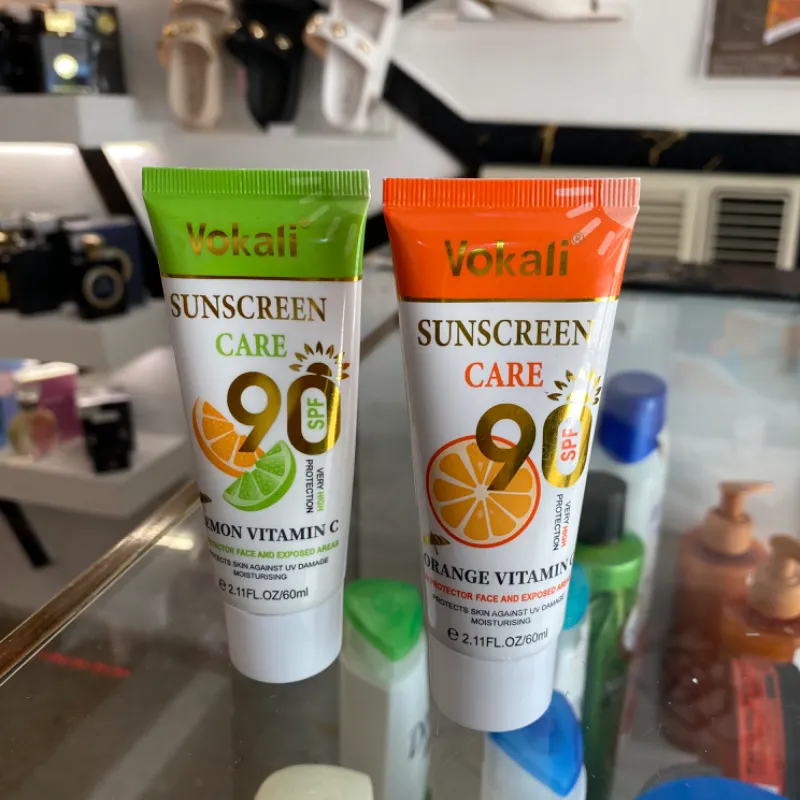 Vokali
SUNSCREEN
CARE
90
SPF
VERY HIGH
PROTECTION
EMON VITAMIN C
PROTECTOR FACE AND EXPOSED AREAS
PROTECTS SKIN AGAINST UV DAMAGE
MOISTURISING
℮ 2.11FL.OZ/60ml
Vokali®
SUNSCREEN
CARE
90
SPF
VERY HIGH
PROTECTION
ORANGE VITAMIN C
PROTECTOR FACE AND EXPOSED AREAS
PROTECTS SKIN AGAINST UV DAMAGE
MOISTURISING
℮ 2.11FL.OZ/60ml